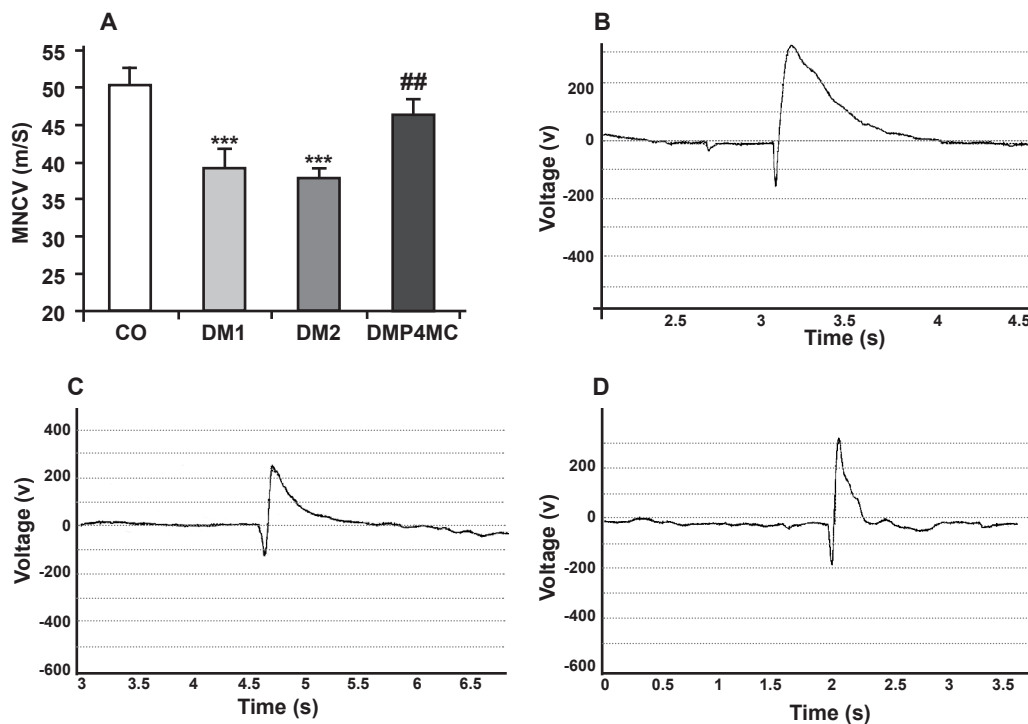 A
MNCV (m/S)
55
50
45
40
35
30
25
20
***
***
##
CO DM1 DM2 DMP4MC
B
Voltage (v)
200
0
-200
-400
2.5 3 3.5 4 4.5
Time (s)
C
Voltage (v)
400
200
0
-200
-400
-600
3 3.5 4 4.5 5 5.5 6 6.5
Time (s)
D
Voltage (v)
200
0
-200
-400
-600
0 0.5 1 1.5 2 2.5 3 3.5
Time (s)